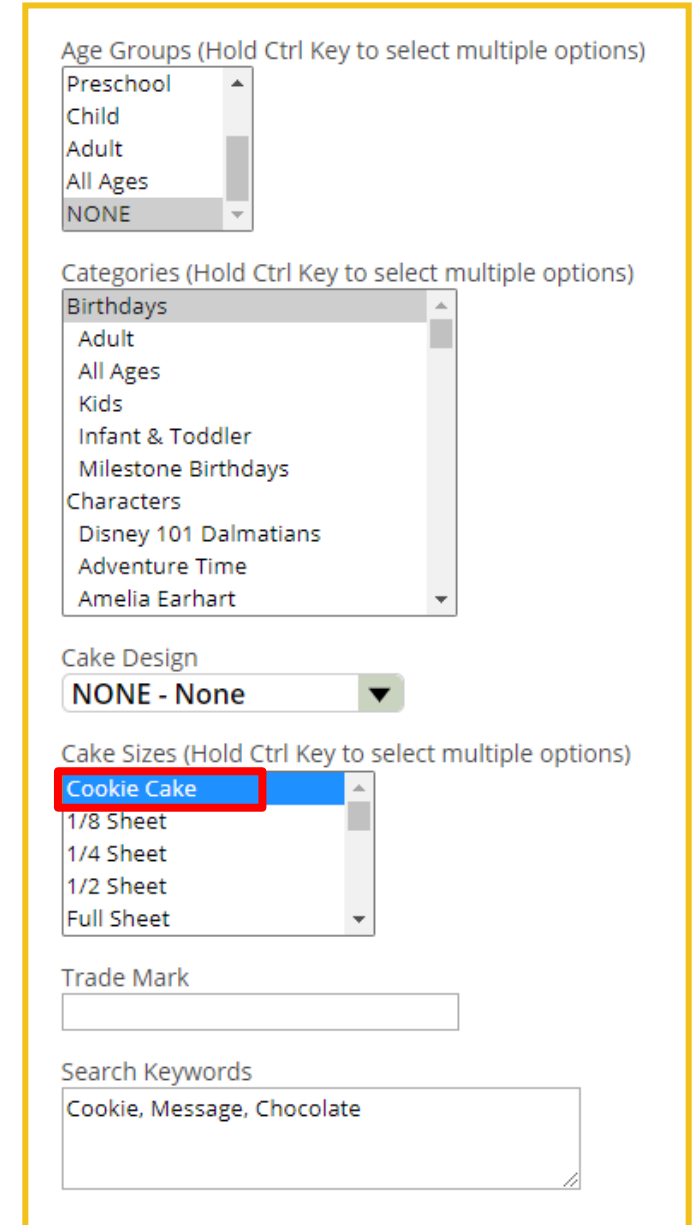 Age Groups (Hold Ctrl Key to select multiple options)
Preschool
Child
Adult
All Ages
NONE
Categories (Hold Ctrl Key to select multiple options)
Birthdays
Adult
All Ages
Kids
Infant & Toddler
Milestone Birthdays
Characters
Disney 101 Dalmatians
Adventure Time
Amelia Earhart
Cake Design
NONE - None
Cake Sizes (Hold Ctrl Key to select multiple options)
Cookie Cake
1/8 Sheet
1/4 Sheet
1/2 Sheet
Full Sheet
Trade Mark
Search Keywords
Cookie, Message, Chocolate